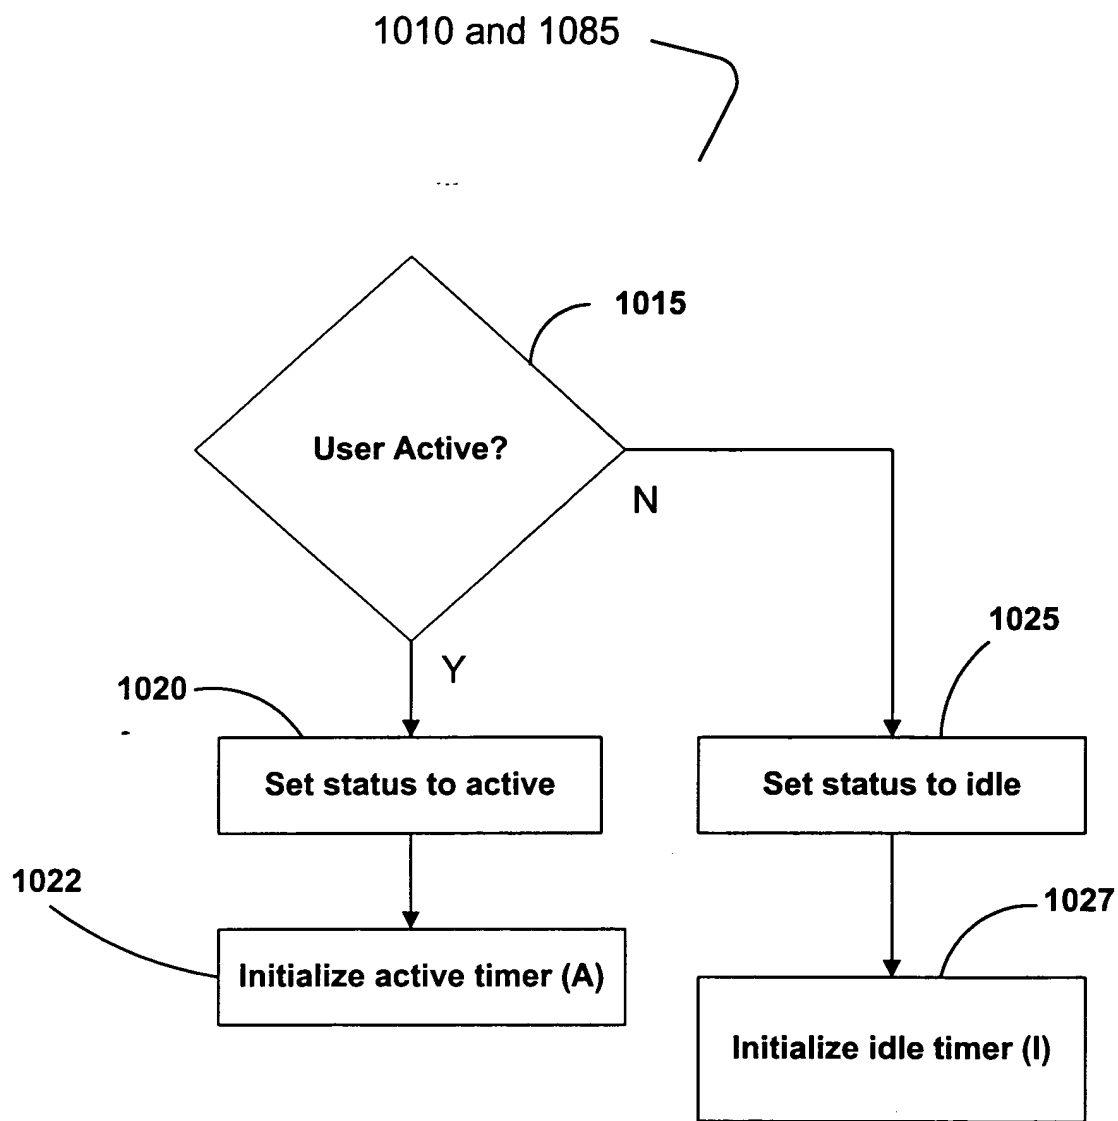 1010 and 1085
1015
User Active?
N
Y
1025
1020
Set status to active
Set status to idle
1022
1027
Initialize active timer (A)
Initialize idle timer (I)